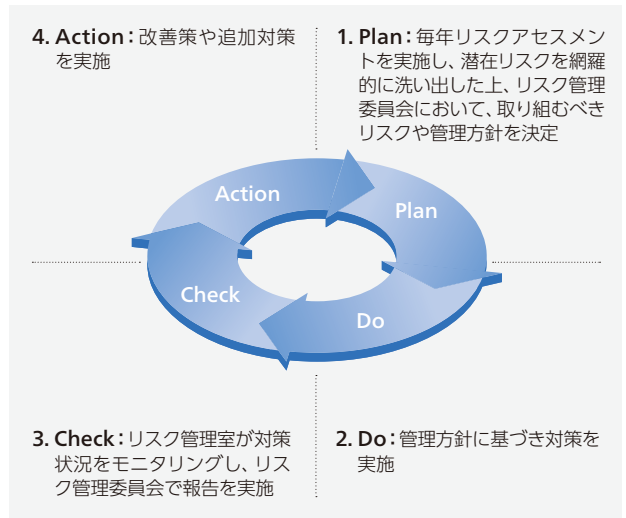 4. Action：改善策や追加対策
を実施
1. Plan：毎年リスクアセスメン
トを実施し、潜在リスクを網羅
的に洗い出した上、リスク管理
委員会において、取り組むべき
リスクや管理方針を決定
Action
Plan
Check
Do
3. Check：リスク管理室が対策
状況をモニタリングし、リス
ク管理委員会で報告を実施
2. Do：管理方針に基づき対策を
実施